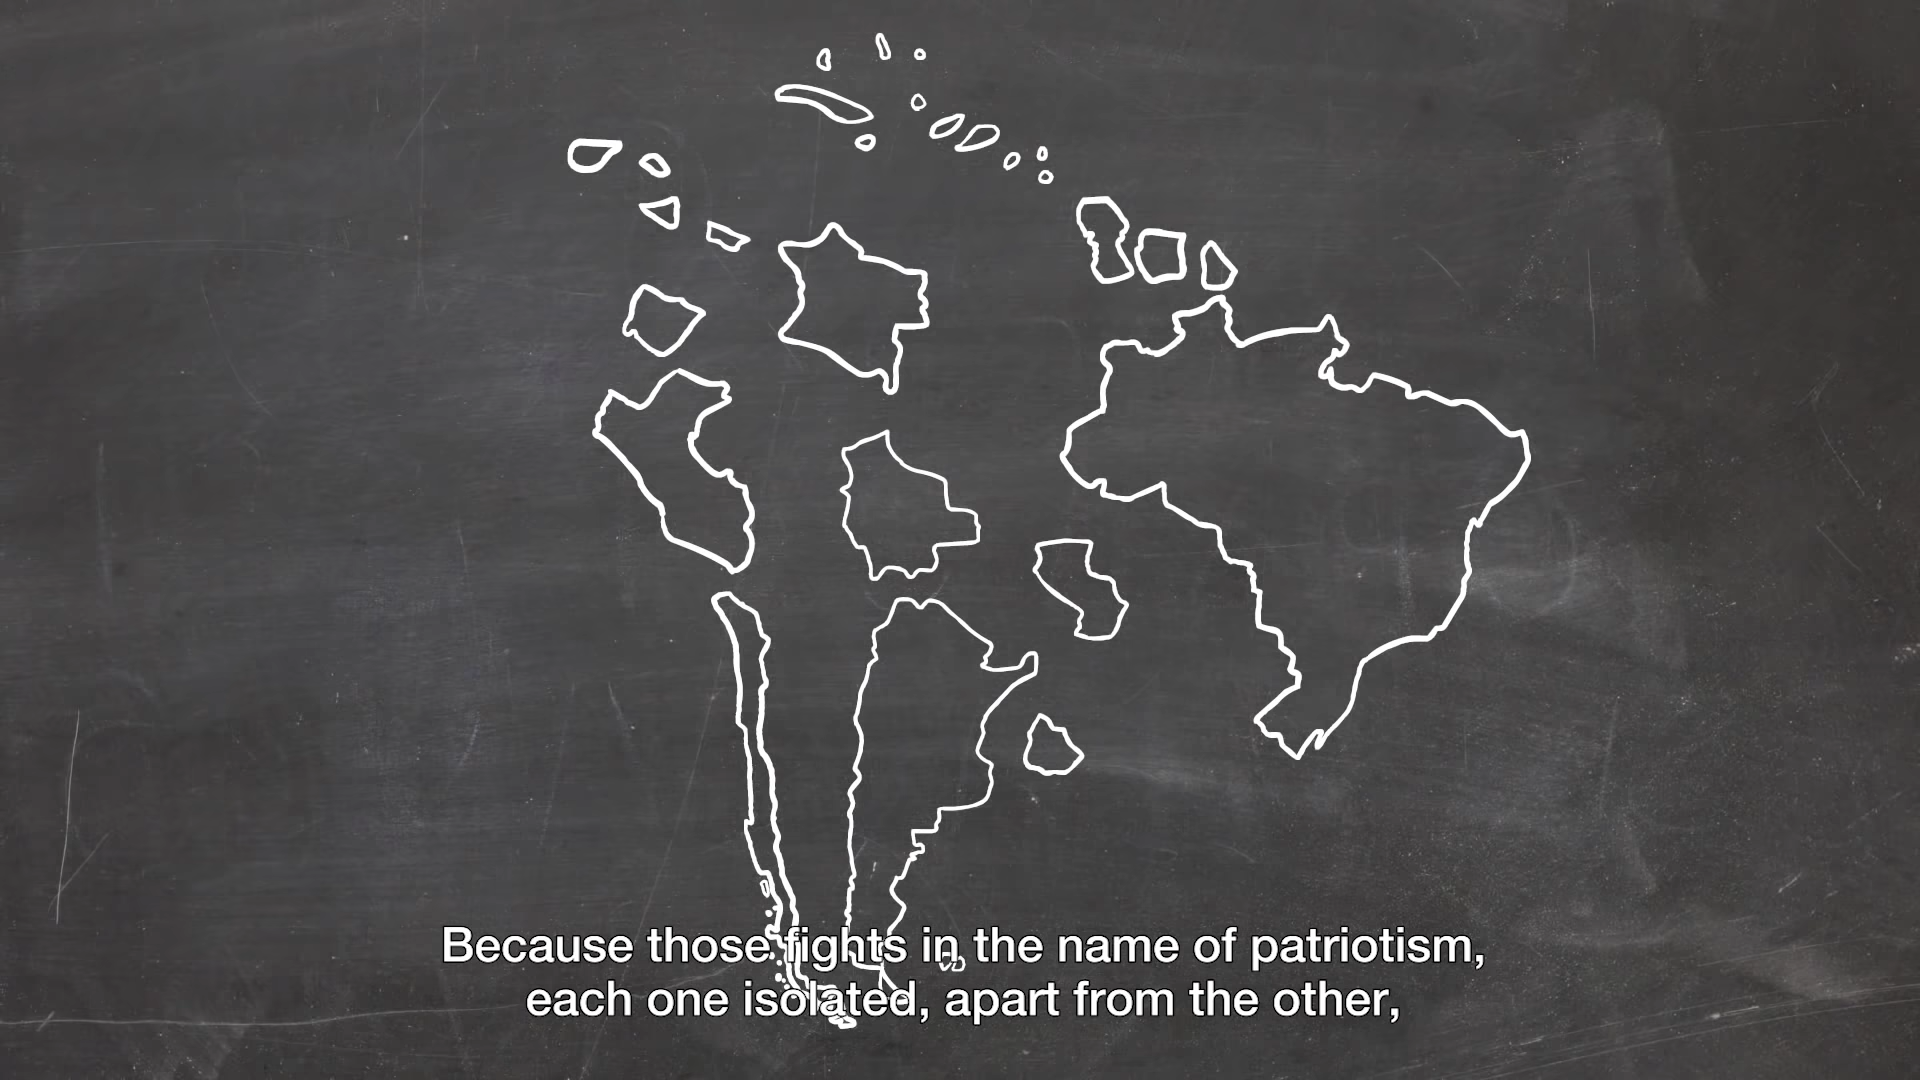 Because those fights in the name of patriotism,
each one isolated, apart from the other,